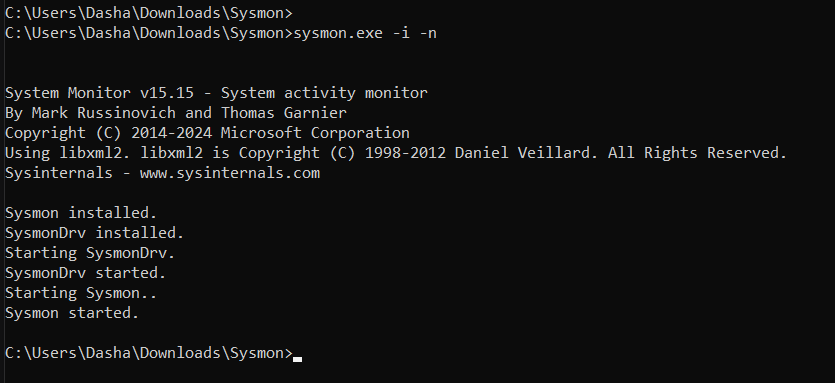 C:\Users\Dasha\Downloads\Sysmon>
C:\Users\Dasha\Downloads\Sysmon>sysmon.exe -i -n
System Monitor v15.15 - System activity monitor
By Mark Russinovich and Thomas Garnier
Copyright (C) 2014-2024 Microsoft Corporation
Using libxml2. libxml2 is Copyright (C) 1998-2012 Daniel Veillard. All Rights Reserved.
Sysinternals - www.sysinternals.com
Sysmon installed.
SysmonDrv installed.
Starting SysmonDrv.
SysmonDrv started.
Starting Sysmon..
Sysmon started.
C:\Users\Dasha\Downloads\Sysmon>